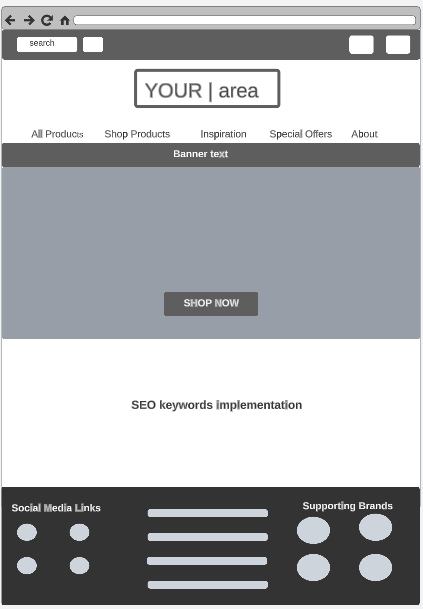 search
YOUR | area
All Products
Shop Products
Inspiration
Special Offers
About
Banner text
SHOP NOW
SEO keywords implementation
Social Media Links
Supporting Brands